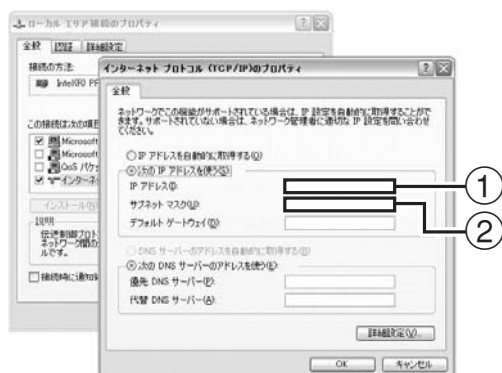 ローカル エリア 接続のプロパティ
全般 認証 詳細設定
接続の方法:
Intel(R) PF
この接続は次の項目
Microsoft
Microsoft
QoS パケッ
インターネ
インストール(N)
説明
伝送制御プロト
ネットワーク間の
ルです。
接続時に通知
インターネット プロトコル (TCP/IP)のプロパティ
全般
ネットワークでこの機能がサポートされている場合は、IP 設定を自動的に取得することがで
きます。サポートされていない場合は、ネットワーク管理者に適切な IP 設定を問い合わせ
てください。
IP アドレスを自動的に取得する(O)
次の IP アドレスを使う(S):
IP アドレス(I):
①
サブネット マスク(U):
②
デフォルト ゲートウェイ(D):
DNS サーバーのアドレスを自動的に取得する(B)
次の DNS サーバーのアドレスを使う(E):
優先 DNS サーバー(P):
代替 DNS サーバー(A):
詳細設定(V)...
OK キャンセル